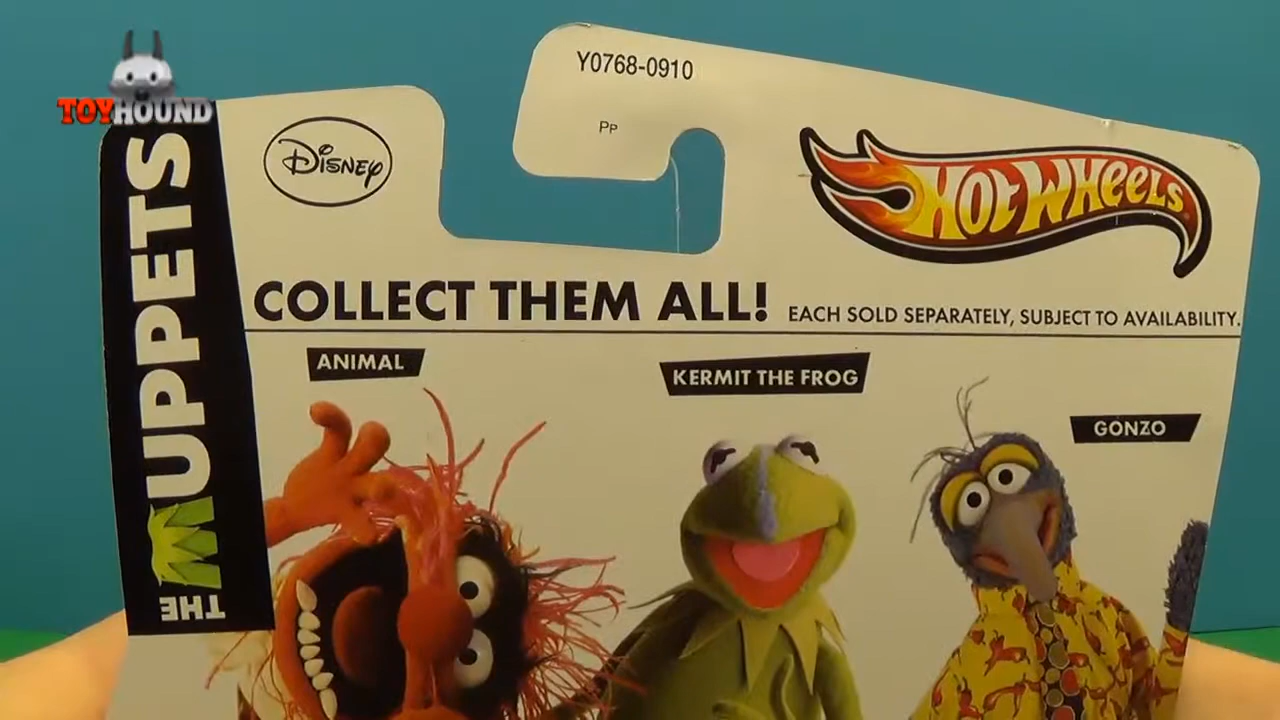 TOYHOUND
Y0768-0910
Pp
Disney
HOT WHEELS
THE MUPPETS
COLLECT THEM ALL! EACH SOLD SEPARATELY, SUBJECT TO AVAILABILITY.
ANIMAL
KERMIT THE FROG
GONZO